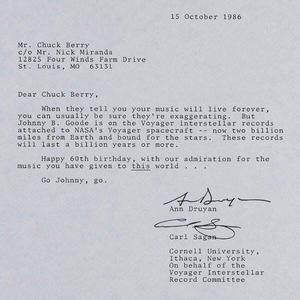 15 October 1986
Mr. Chuck Berry
c/o Mr. Nick Miranda
12825 Four Winds Farm Drive
St. Louis, MO 63131
Dear Chuck Berry,
When they tell you your music will live forever,
you can usually be sure they're exaggerating. But
Johnny B. Goode is on the Voyager interstellar records
attached to NASA's Voyager spacecraft -- now two billion
miles from Earth and bound for the stars. These records
will last a billion years or more.
Happy 60th birthday, with our admiration for the
music you have given to this world . . .
Go Johnny, go.
Ann Druyan
Ann Druyan
Carl Sagan
Cornell University,
Ithaca, New York
On behalf of the
Voyager Interstellar
Record Committee